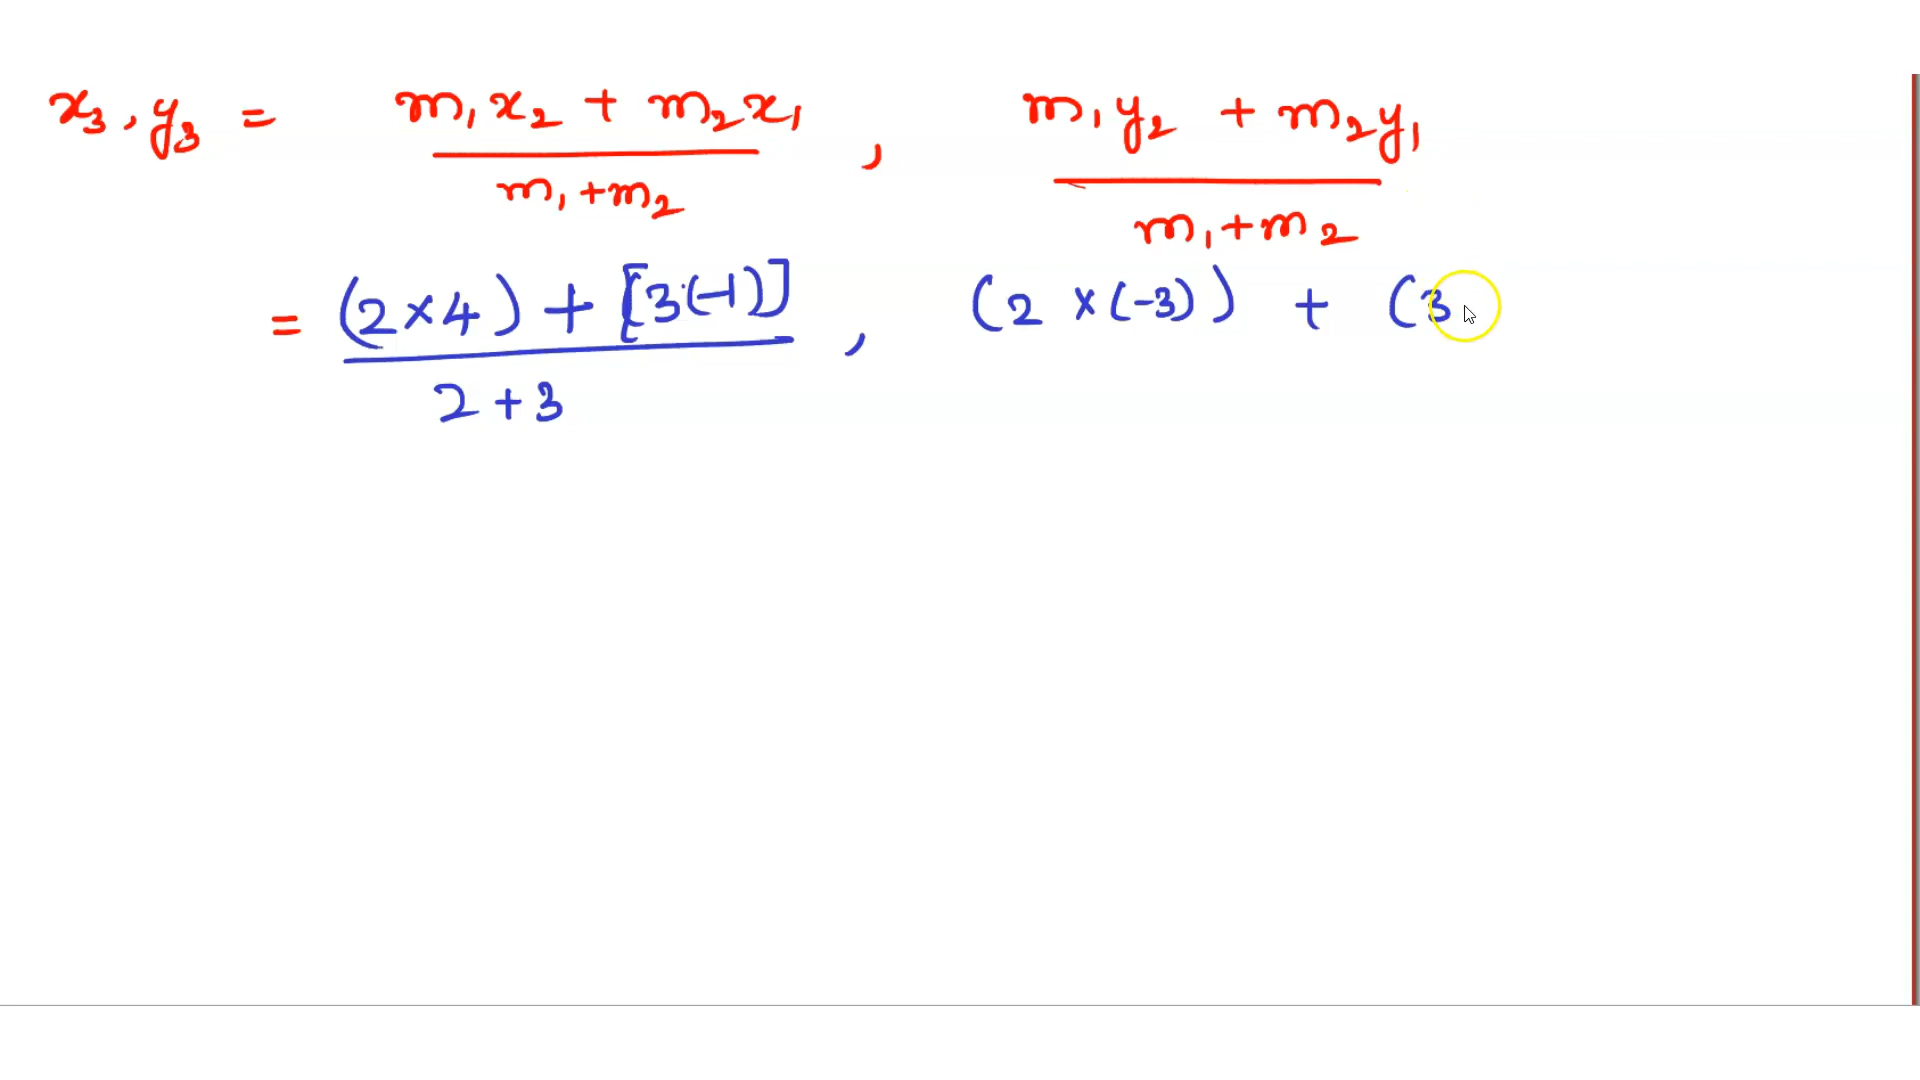 x₃, y₃ = m₁x₂ + m₂x₁ / m₁+m₂ , m₁y₂ + m₂y₁ / m₁+m₂
= (2×4) + [3(-1)] / 2+3 , (2×(-3)) + (3